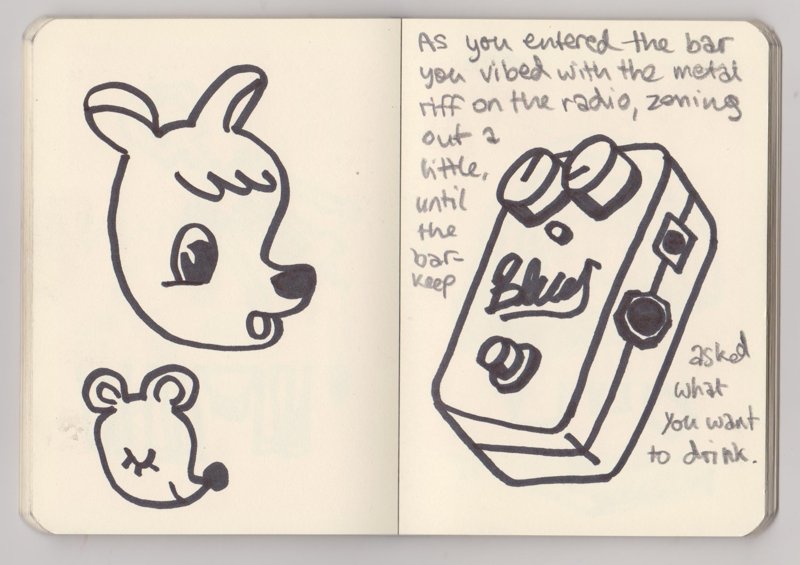 As you entered the bar
you vibed with the metal
riff on the radio, zoning
out a
little,
until
the
bar-
keep
Blues
asked
what
you want
to drink.